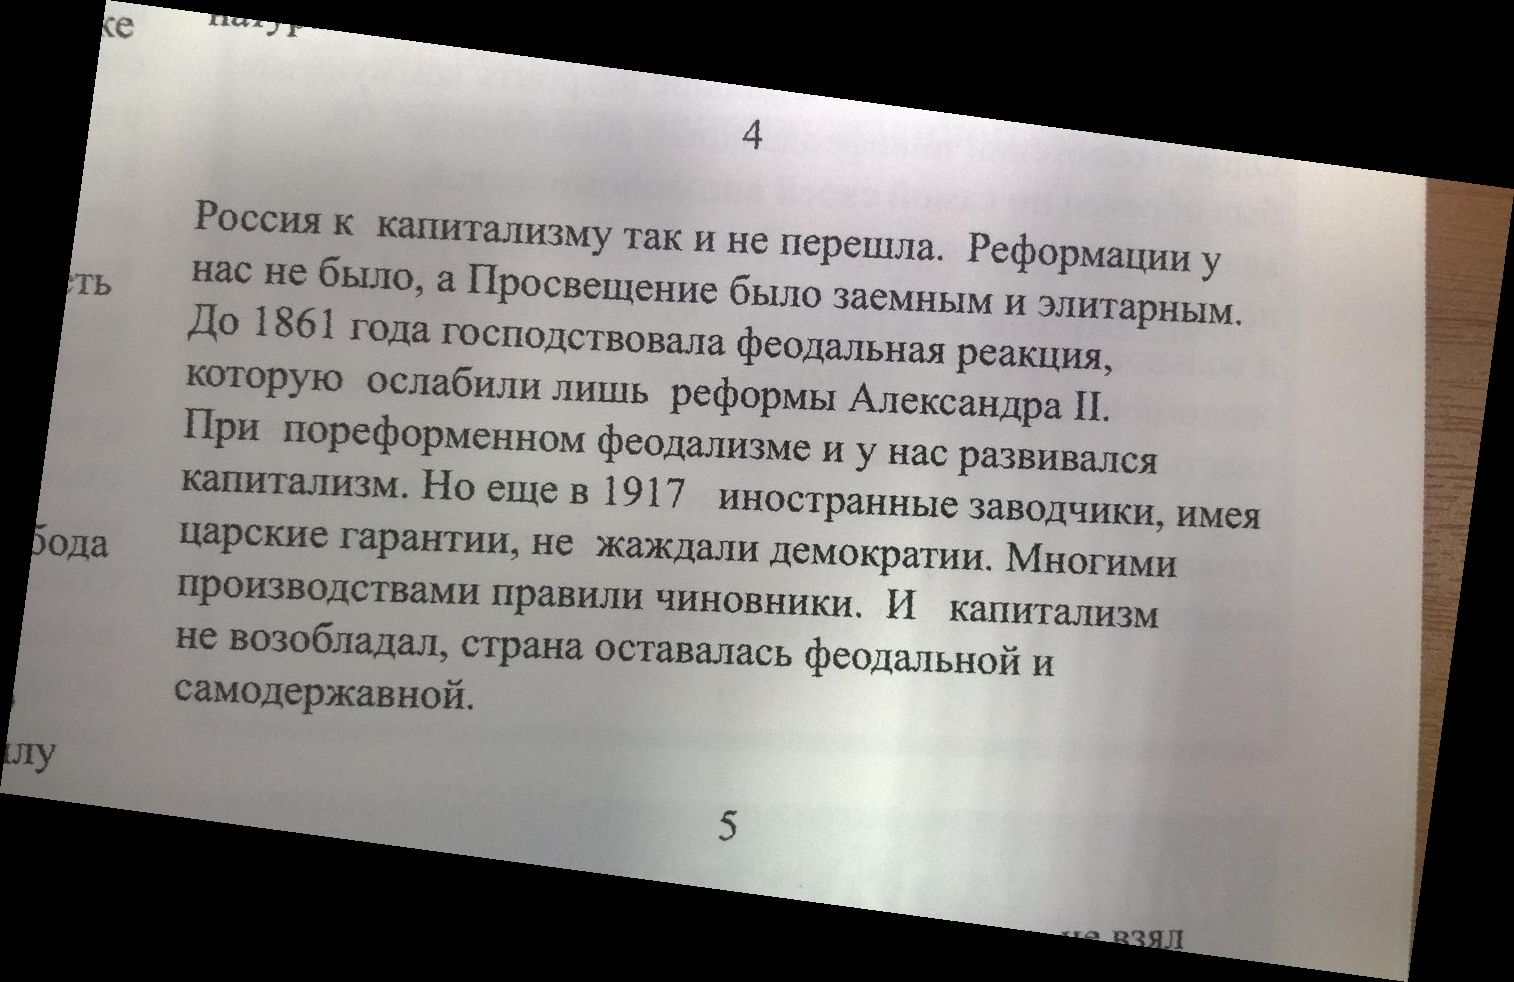 4
Россия к капитализму так и не перешла. Реформации у
нас не было, а Просвещение было заемным и элитарным.
До 1861 года господствовала феодальная реакция,
которую ослабили лишь реформы Александра II.
При пореформенном феодализме и у нас развивался
капитализм. Но еще в 1917 иностранные заводчики, имея
царские гарантии, не жаждали демократии. Многими
производствами правили чиновники. И капитализм
не возобладал, страна оставалась феодальной и
самодержавной.
5
не взял